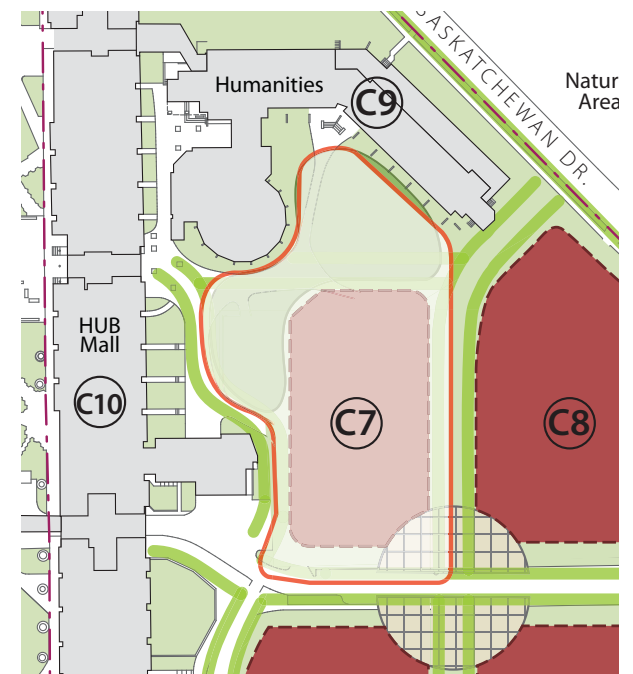 SASKATCHEWAN DR.
Humanities
C9
Natur
Area
HUB
Mall
C10
C7
C8